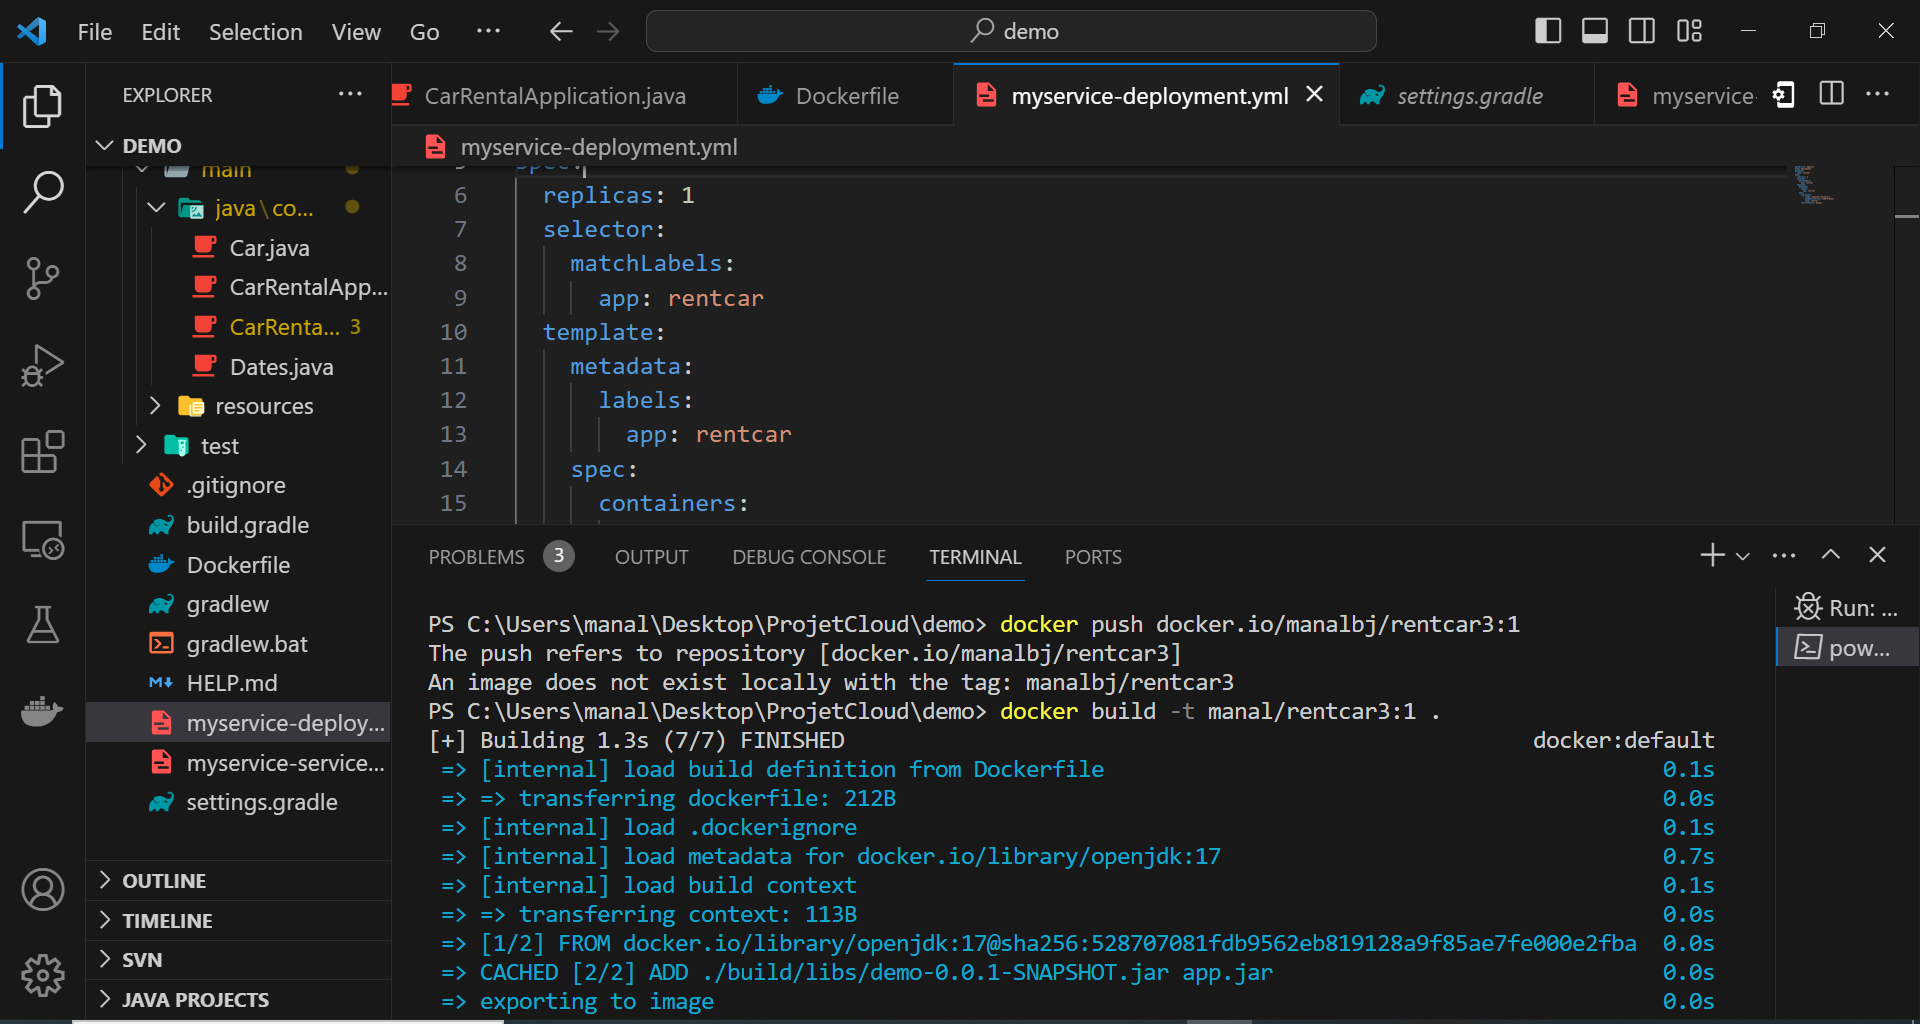 File Edit Selection View Go ··· demo
EXPLORER ···
DEMO
main
java\co...
Car.java
CarRentalApp...
CarRenta... 3
Dates.java
resources
test
.gitignore
build.gradle
Dockerfile
gradlew
gradlew.bat
HELP.md
myservice-deploy...
myservice-service...
settings.gradle
OUTLINE
TIMELINE
SVN
JAVA PROJECTS
CarRentalApplication.java Dockerfile myservice-deployment.yml settings.gradle myservice- ···
myservice-deployment.yml
5 spec:
6 replicas: 1
7 selector:
8 matchLabels:
9 app: rentcar
10 template:
11 metadata:
12 labels:
13 app: rentcar
14 spec:
15 containers:
PROBLEMS 3 OUTPUT DEBUG CONSOLE TERMINAL PORTS ···
PS C:\Users\manal\Desktop\ProjetCloud\demo> docker push docker.io/manalbj/rentcar3:1
The push refers to repository [docker.io/manalbj/rentcar3]
An image does not exist locally with the tag: manalbj/rentcar3
PS C:\Users\manal\Desktop\ProjetCloud\demo> docker build -t manal/rentcar3:1 .
[+] Building 1.3s (7/7) FINISHED docker:default
=> [internal] load build definition from Dockerfile 0.1s
=> => transferring dockerfile: 212B 0.0s
=> [internal] load .dockerignore 0.1s
=> [internal] load metadata for docker.io/library/openjdk:17 0.7s
=> [internal] load build context 0.1s
=> => transferring context: 113B 0.0s
=> [1/2] FROM docker.io/library/openjdk:17@sha256:528707081fdb9562eb819128a9f85ae7fe000e2fba 0.0s
=> CACHED [2/2] ADD ./build/libs/demo-0.0.1-SNAPSHOT.jar app.jar 0.0s
=> exporting to image 0.0s
Run: ...
pow...